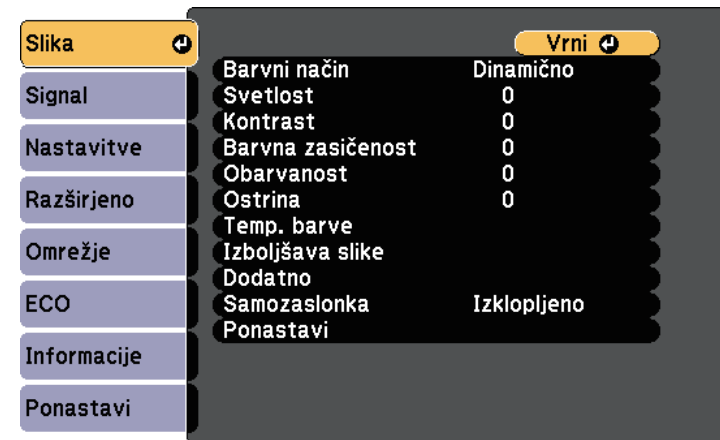 Slika
Signal
Nastavitve
Razširjeno
Omrežje
ECO
Informacije
Ponastavi
Vrni
Barvni način Dinamično
Svetlost 0
Kontrast 0
Barvna zasičenost 0
Obarvanost 0
Ostrina 0
Temp. barve
Izboljšava slike
Dodatno
Samozaslonka Izklopljeno
Ponastavi